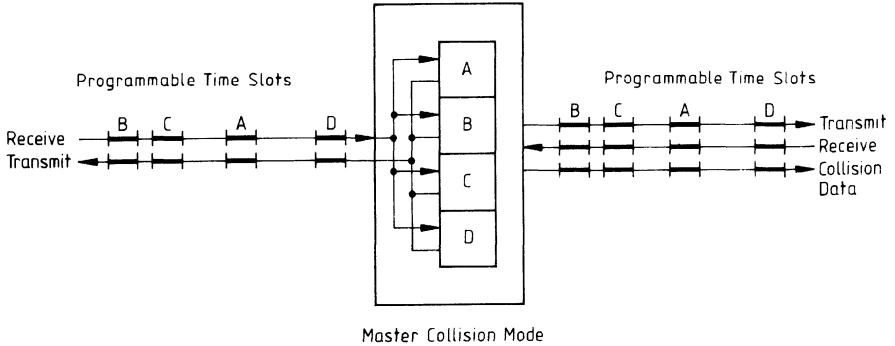 Programmable Time Slots
B C A D
Receive
Transmit
A
B
C
D
Programmable Time Slots
B C A D
Transmit
Receive
Collision
Data
Master Collision Mode